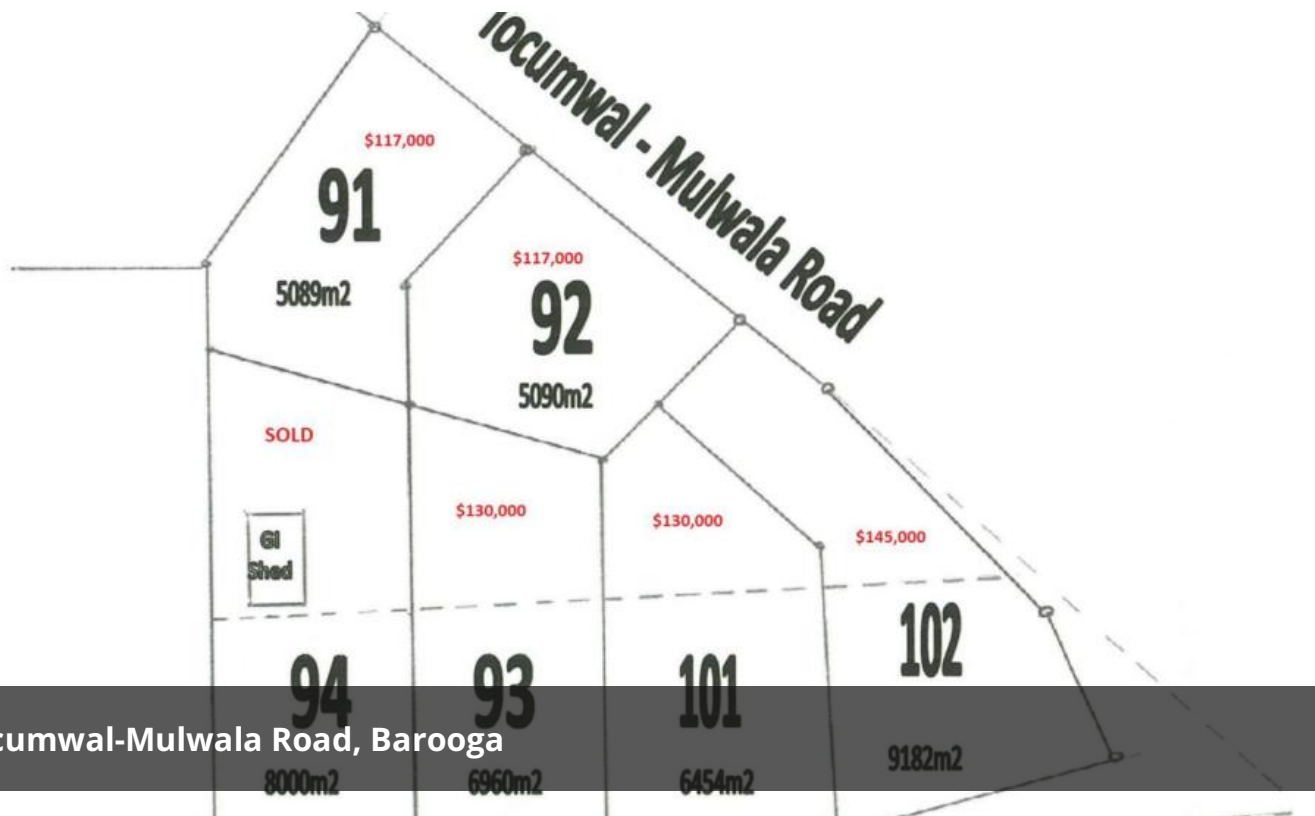 Tocumwal - Mulwala Road
$117,000
91
5089m2
$117,000
92
5090m2
SOLD
GI
Shed
$130,000
$130,000
$145,000
94
8000m2
93
6960m2
101
6454m2
102
9182m2
cumwal-Mulwala Road, Barooga